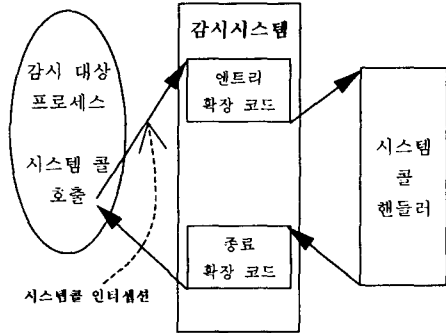 감시 대상
프로세스
시스템 콜
호출
시스템콜 인터셉션
감시시스템
엔트리
확장 코드
종료
확장 코드
시스템
콜
핸들러